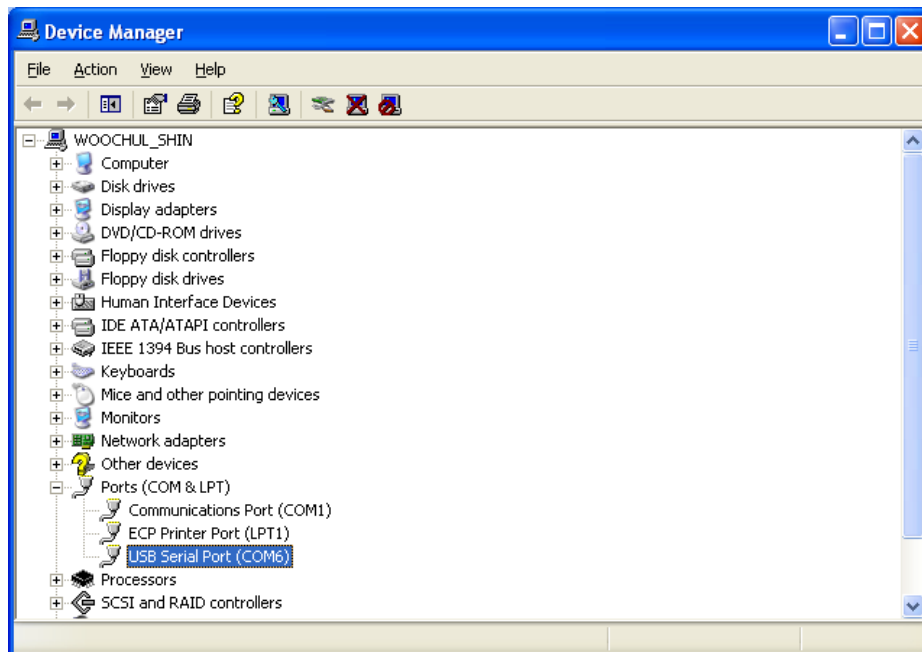 Device Manager
File Action View Help
WOOCHUL_SHIN
Computer
Disk drives
Display adapters
DVD/CD-ROM drives
Floppy disk controllers
Floppy disk drives
Human Interface Devices
IDE ATA/ATAPI controllers
IEEE 1394 Bus host controllers
Keyboards
Mice and other pointing devices
Monitors
Network adapters
Other devices
Ports (COM & LPT)
Communications Port (COM1)
ECP Printer Port (LPT1)
USB Serial Port (COM6)
Processors
SCSI and RAID controllers